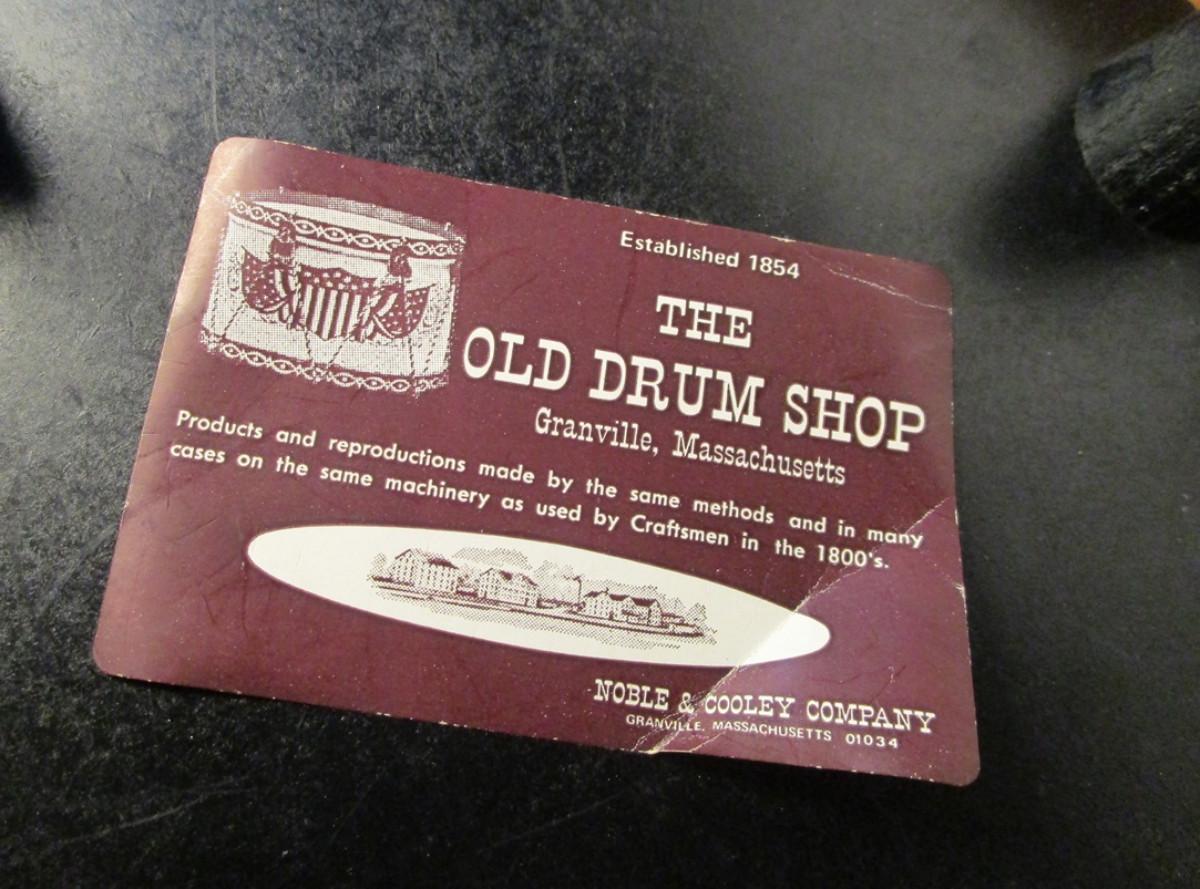 Established 1854
THE
OLD DRUM SHOP
Granville, Massachusetts
Products and reproductions made by the same methods and in many
cases on the same machinery as used by Craftsmen in the 1800's.
NOBLE & COOLEY COMPANY
GRANVILLE, MASSACHUSETTS 01034